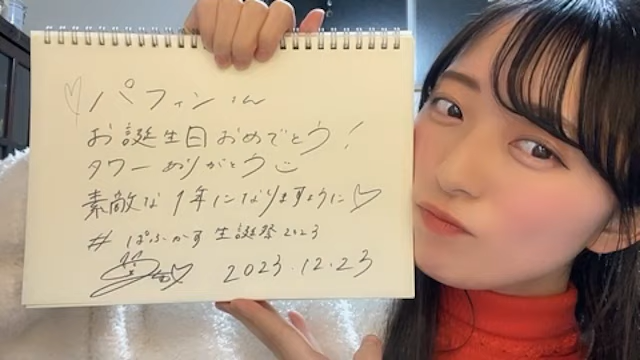 ♡パフィンくん
お誕生日おめでとう!
タワーありがとう
素敵な1年になりますように♡
#ぱふかす生誕祭2023
2023.12.23